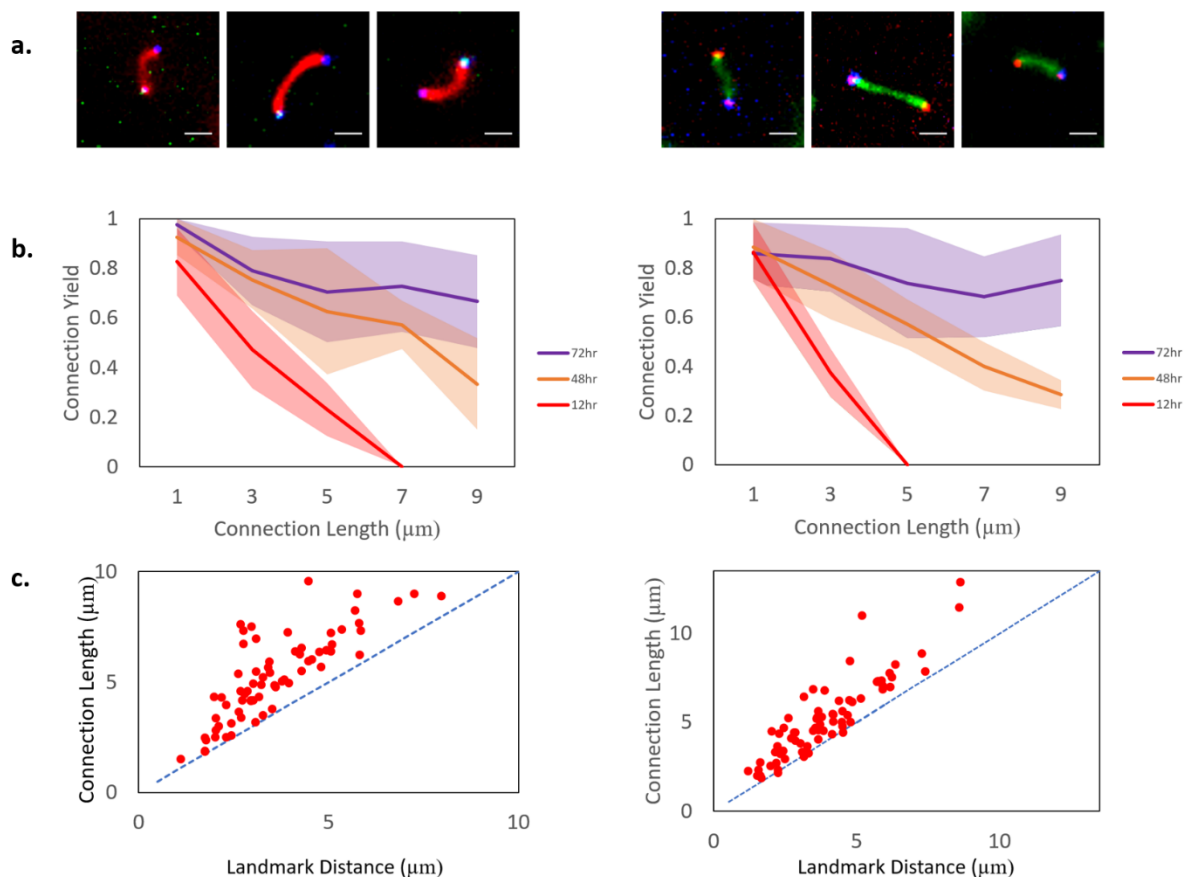 a.
b.
1
0.8
0.6
0.4
0.2
0
Connection Yield
1 3 5 7 9
Connection Length (μm)
72hr
48hr
12hr
1
0.8
0.6
0.4
0.2
0
Connection Yield
1 3 5 7 9
Connection Length (μm)
72hr
48hr
12hr
c.
10
5
0
Connection Length (μm)
0 5 10
Landmark Distance (μm)
10
5
0
Connection Length (μm)
0 5 10
Landmark Distance (μm)